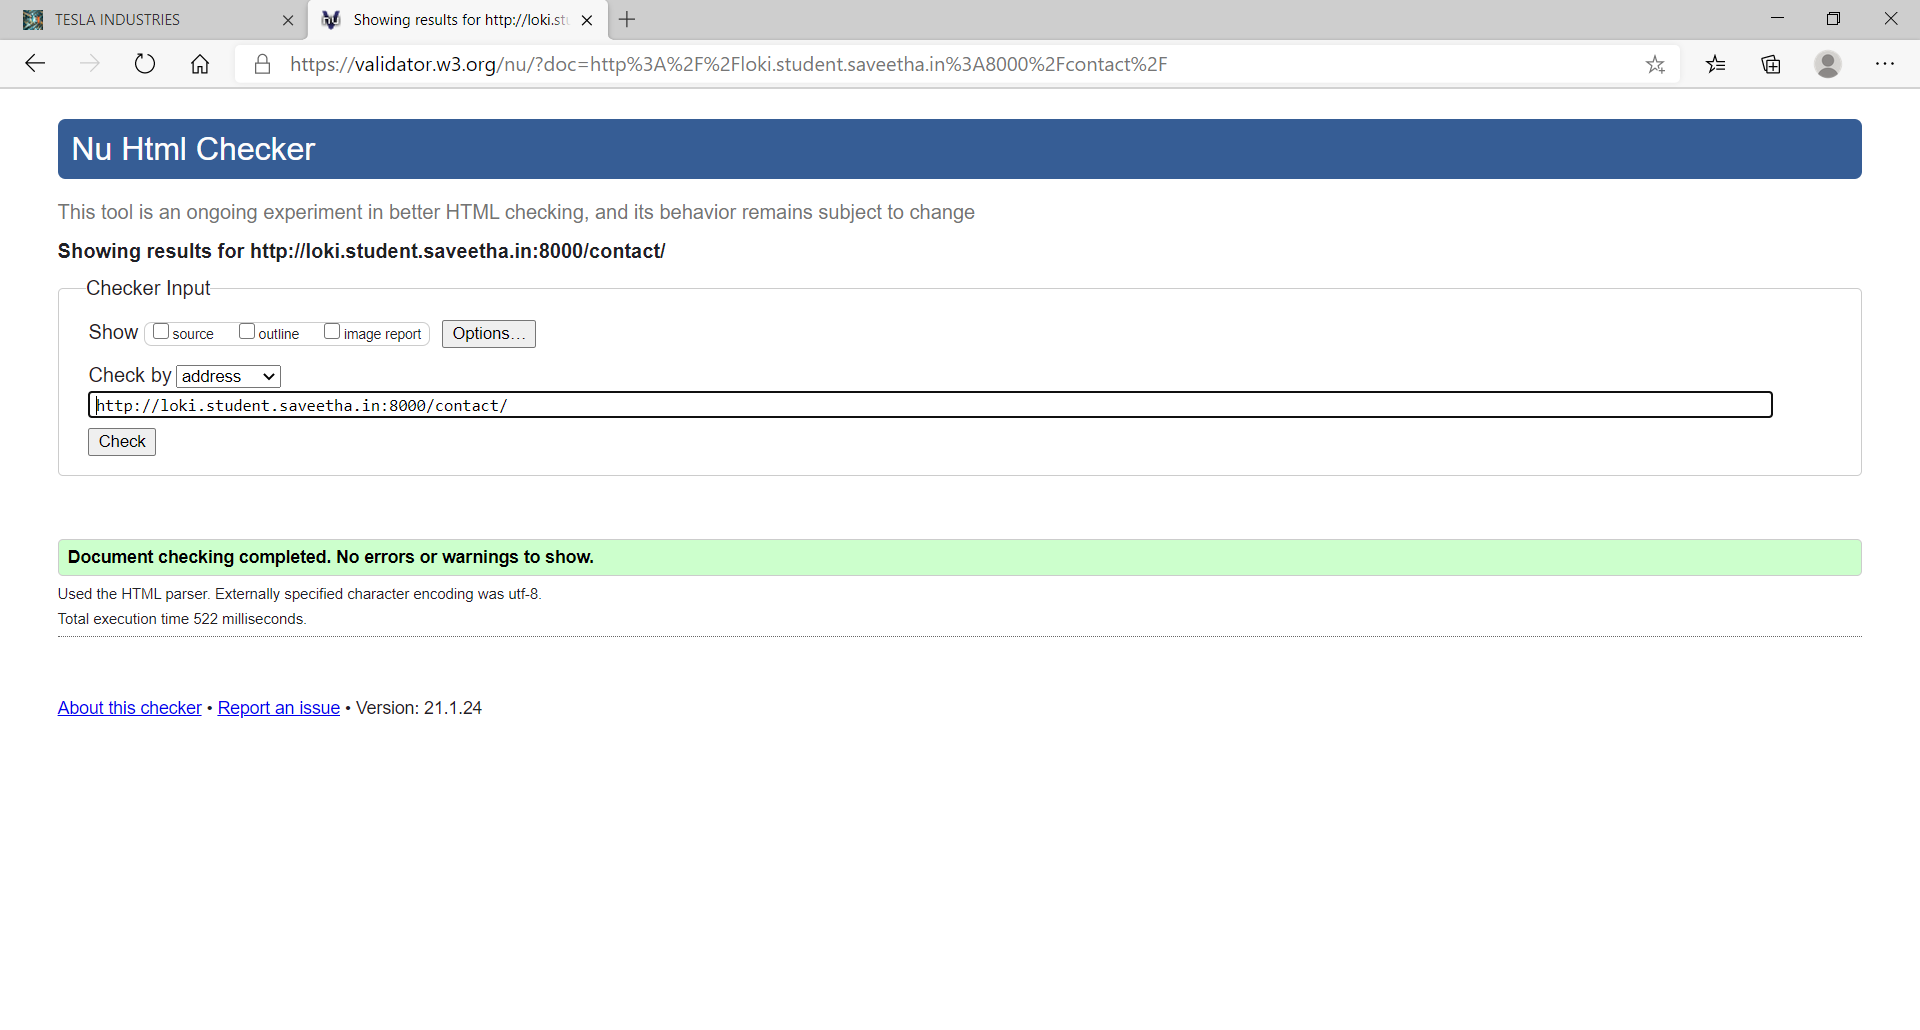 TESLA INDUSTRIES
Showing results for http://loki.st
https://validator.w3.org/nu/?doc=http%3A%2F%2Floki.student.saveetha.in%3A8000%2Fcontact%2F
Nu Html Checker
This tool is an ongoing experiment in better HTML checking, and its behavior remains subject to change
Showing results for http://loki.student.saveetha.in:8000/contact/
Checker Input
Show source outline image report Options…
Check by address
http://loki.student.saveetha.in:8000/contact/
Check
Document checking completed. No errors or warnings to show.
Used the HTML parser. Externally specified character encoding was utf-8.
Total execution time 522 milliseconds.
About this checker • Report an issue • Version: 21.1.24